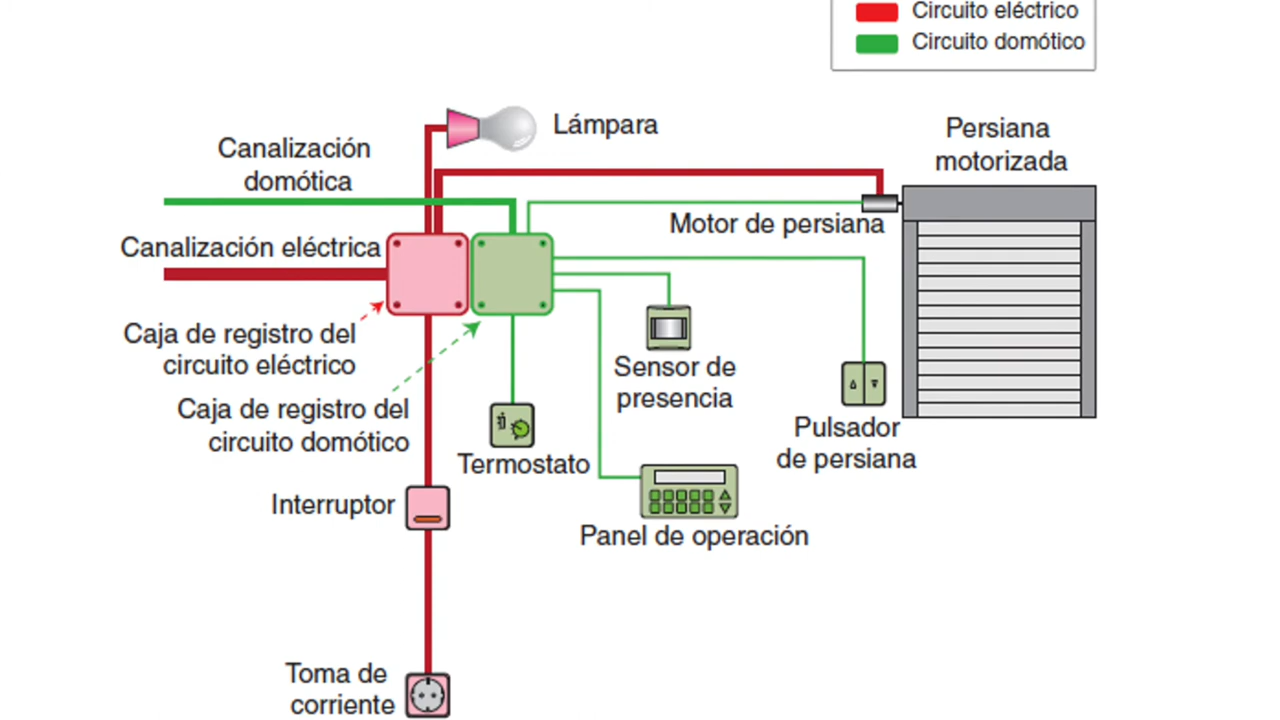 Circuito eléctrico
Circuito domótico
Lámpara
Persiana
motorizada
Canalización
domótica
Motor de persiana
Canalización eléctrica
Caja de registro del
circuito eléctrico
Sensor de
presencia
Caja de registro del
circuito domótico
Pulsador
de persiana
Termostato
Interruptor
Panel de operación
Toma de
corriente